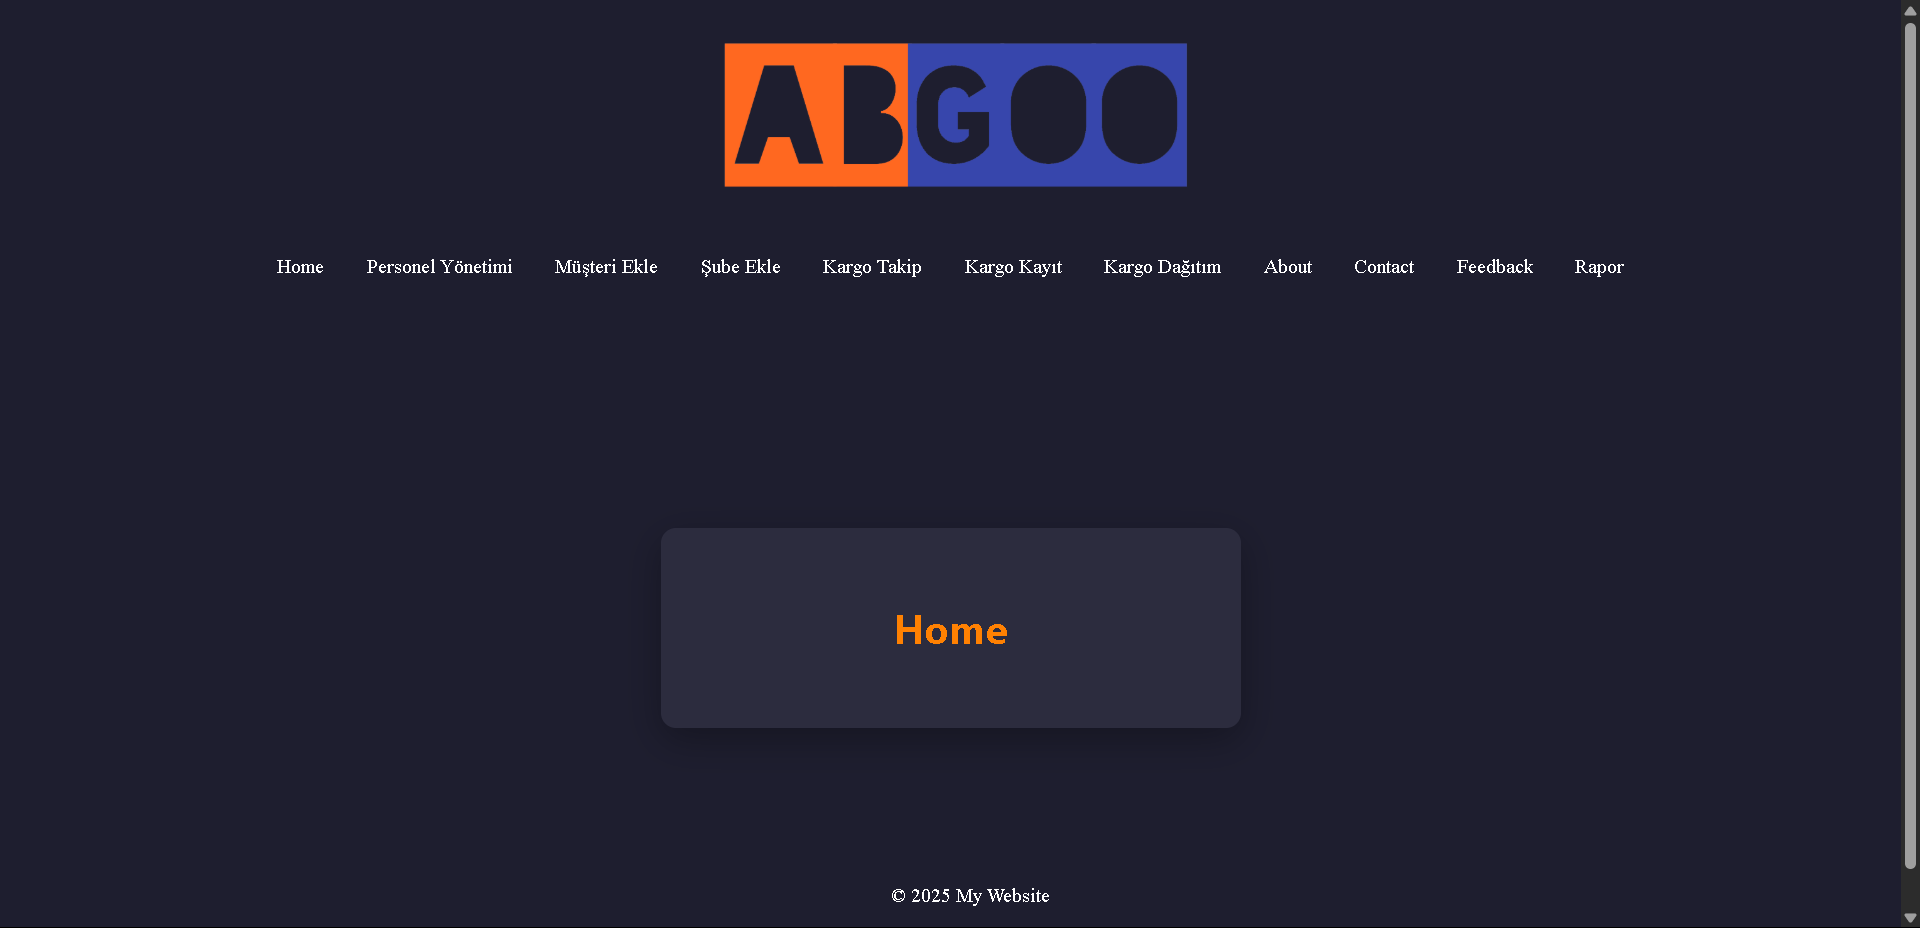 ABGOO
Home Personel Yönetimi Müşteri Ekle Şube Ekle Kargo Takip Kargo Kayıt Kargo Dağıtım About Contact Feedback Rapor
Home
© 2025 My Website